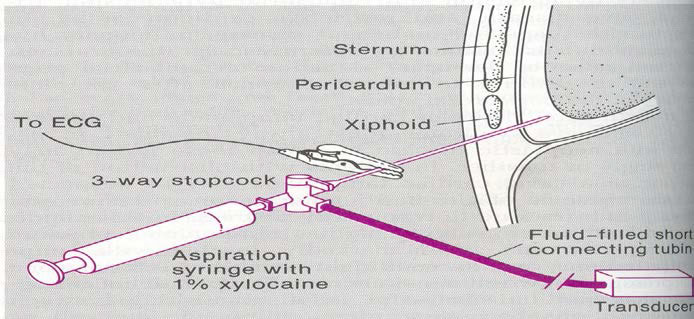 Sternum
Pericardium
Xiphoid
To ECG
3-way stopcock
Aspiration
syringe with
1% xylocaine
Fluid-filled short
connecting tubin
Transducer